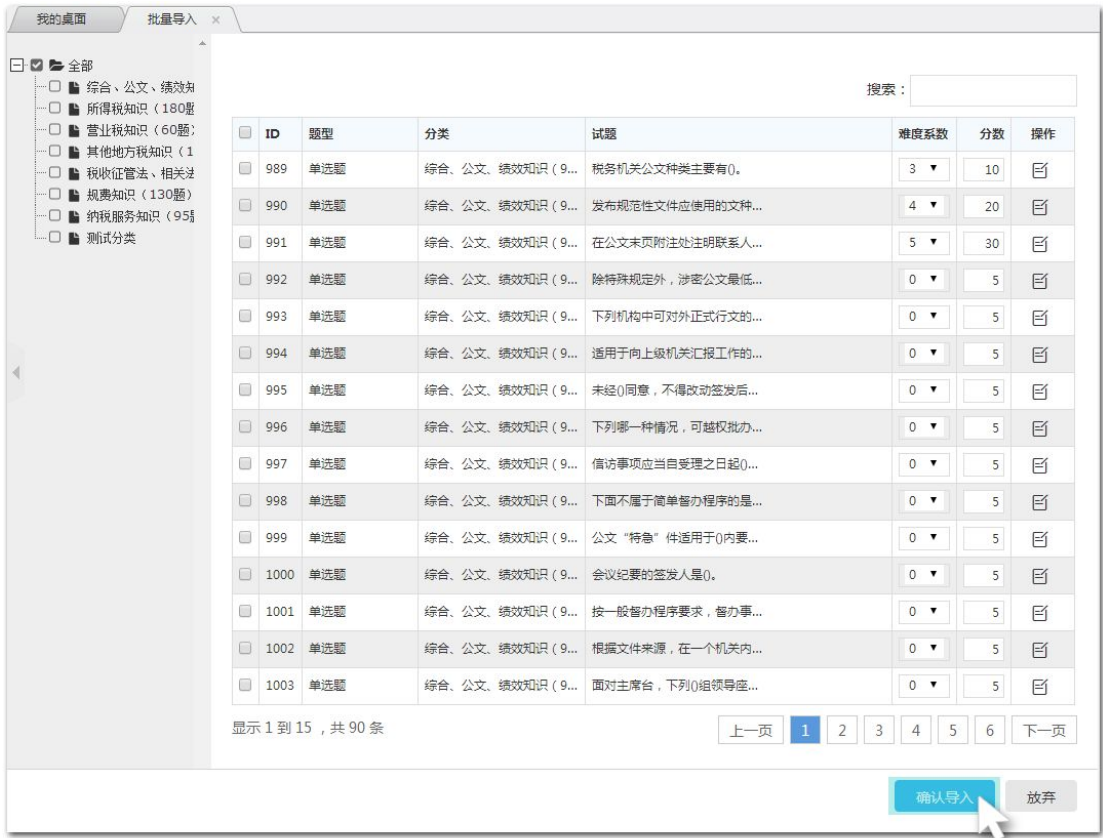 我的桌面 批量导入 ×
全部
综合、公文、绩效知
所得税知识（180题
营业税知识（60题）
其他地方税知识（1
税收征管法、相关法
规费知识（130题）
纳税服务知识（95题
测试分类
搜索：
ID 题型 分类 试题 难度系数 分数 操作
989 单选题 综合、公文、绩效知识（9... 税务机关公文种类主要有()。 3 10
990 单选题 综合、公文、绩效知识（9... 发布规范性文件应使用的文种... 4 20
991 单选题 综合、公文、绩效知识（9... 在公文末页附注处注明联系人... 5 30
992 单选题 综合、公文、绩效知识（9... 除特殊规定外，涉密公文最低... 0 5
993 单选题 综合、公文、绩效知识（9... 下列机构中可对外正式行文的... 0 5
994 单选题 综合、公文、绩效知识（9... 适用于向上级机关汇报工作的... 0 5
995 单选题 综合、公文、绩效知识（9... 未经()同意，不得改动签发后... 0 5
996 单选题 综合、公文、绩效知识（9... 下列哪一种情况，可越权批办... 0 5
997 单选题 综合、公文、绩效知识（9... 信访事项应当自受理之日起()... 0 5
998 单选题 综合、公文、绩效知识（9... 下面不属于简单督办程序的是... 0 5
999 单选题 综合、公文、绩效知识（9... 公文“特急”件适用于()内要... 0 5
1000 单选题 综合、公文、绩效知识（9... 会议纪要的签发人是()。 0 5
1001 单选题 综合、公文、绩效知识（9... 按一般督办程序要求，督办事... 0 5
1002 单选题 综合、公文、绩效知识（9... 根据文件来源，在一个机关内... 0 5
1003 单选题 综合、公文、绩效知识（9... 面对主席台，下列()组领导座... 0 5
显示 1 到 15 ，共 90 条 上一页 1 2 3 4 5 6 下一页
确认导入 放弃